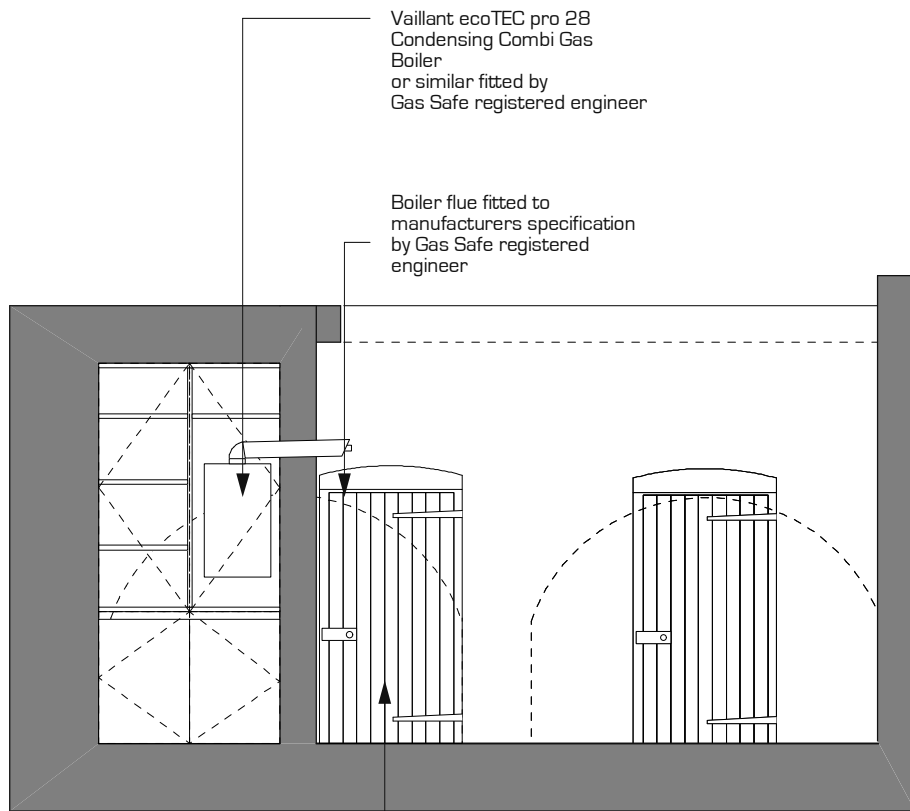 Vaillant ecoTEC pro 28
Condensing Combi Gas
Boiler
or similar fitted by
Gas Safe registered engineer
Boiler flue fitted to
manufacturers specification
by Gas Safe registered
engineer